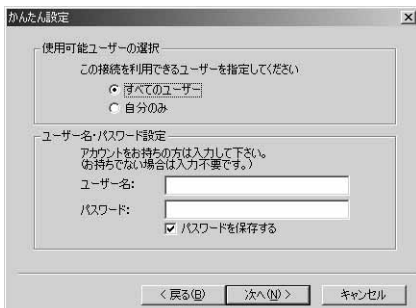 かんたん設定
使用可能ユーザーの選択
この接続を利用できるユーザーを指定してください
すべてのユーザー
自分のみ
ユーザー名・パスワード設定
アカウントをお持ちの方は入力して下さい。
(お持ちでない場合は入力不要です。)
ユーザー名:
パスワード:
パスワードを保存する
< 戻る(B) 次へ(N) > キャンセル